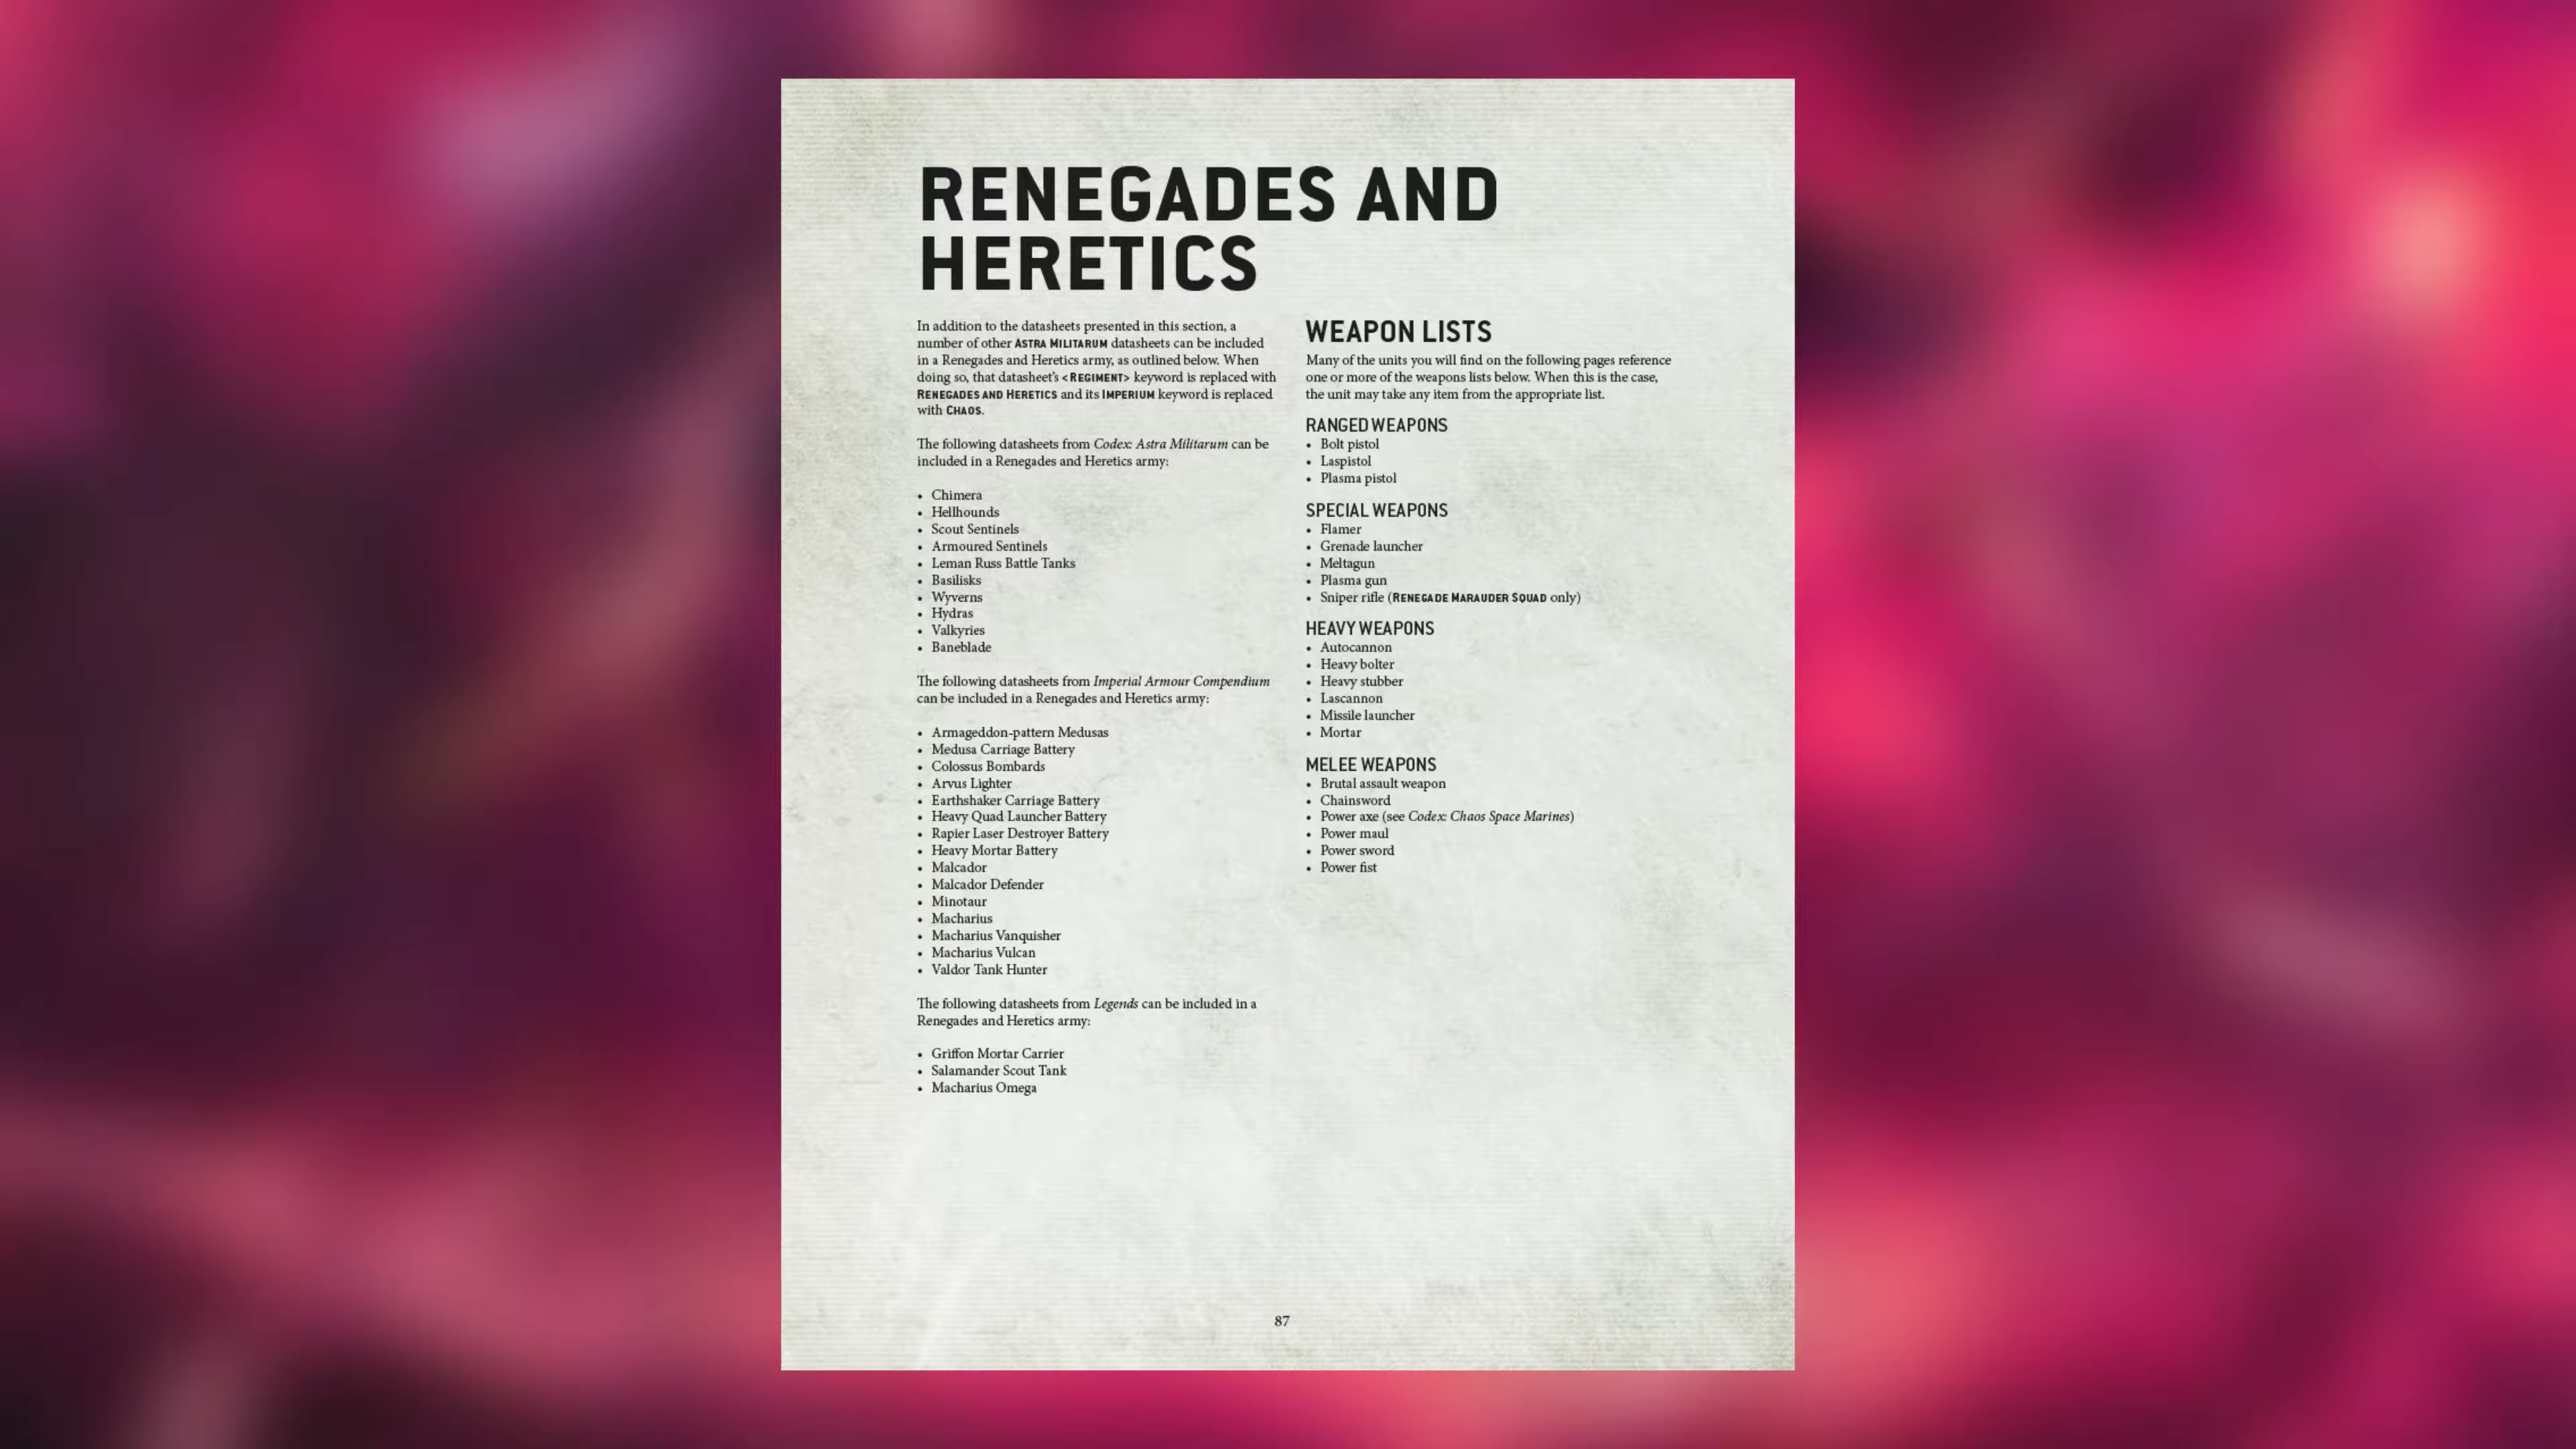 RENEGADES AND
HERETICS
In addition to the datasheets presented in this section, a
number of other ASTRA MILITARUM datasheets can be included
in a Renegades and Heretics army, as outlined below. When
doing so, that datasheet's <REGIMENT> keyword is replaced with
RENEGADES AND HERETICS and its IMPERIUM keyword is replaced
with CHAOS.
The following datasheets from Codex: Astra Militarum can be
included in a Renegades and Heretics army:
• Chimera
• Hellhounds
• Scout Sentinels
• Armoured Sentinels
• Leman Russ Battle Tanks
• Basilisks
• Wyverns
• Hydras
• Valkyries
• Baneblade
The following datasheets from Imperial Armour Compendium
can be included in a Renegades and Heretics army:
• Armageddon-pattern Medusas
• Medusa Carriage Battery
• Colossus Bombards
• Arvus Lighter
• Earthshaker Carriage Battery
• Heavy Quad Launcher Battery
• Rapier Laser Destroyer Battery
• Heavy Mortar Battery
• Malcador
• Malcador Defender
• Minotaur
• Macharius
• Macharius Vanquisher
• Macharius Vulcan
• Valdor Tank Hunter
The following datasheets from Legends can be included in a
Renegades and Heretics army:
• Griffon Mortar Carrier
• Salamander Scout Tank
• Macharius Omega
WEAPON LISTS
Many of the units you will find on the following pages reference
one or more of the weapons lists below. When this is the case,
the unit may take any item from the appropriate list.
RANGED WEAPONS
• Bolt pistol
• Laspistol
• Plasma pistol
SPECIAL WEAPONS
• Flamer
• Grenade launcher
• Meltagun
• Plasma gun
• Sniper rifle (RENEGADE MARAUDER SQUAD only)
HEAVY WEAPONS
• Autocannon
• Heavy bolter
• Heavy stubber
• Lascannon
• Missile launcher
• Mortar
MELEE WEAPONS
• Brutal assault weapon
• Chainsword
• Power axe (see Codex: Chaos Space Marines)
• Power maul
• Power sword
• Power fist
87